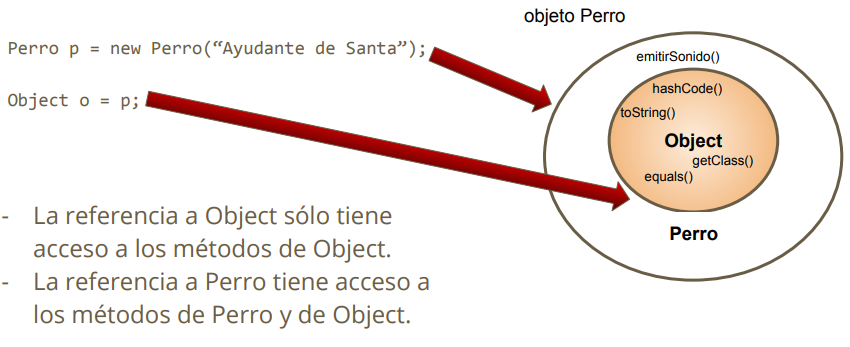 objeto Perro
Perro p = new Perro(“Ayudante de Santa”);
Object o = p;
emitirSonido()
hashCode()
toString()
Object
getClass()
equals()
Perro
- La referencia a Object sólo tiene
acceso a los métodos de Object.
- La referencia a Perro tiene acceso a
los métodos de Perro y de Object.